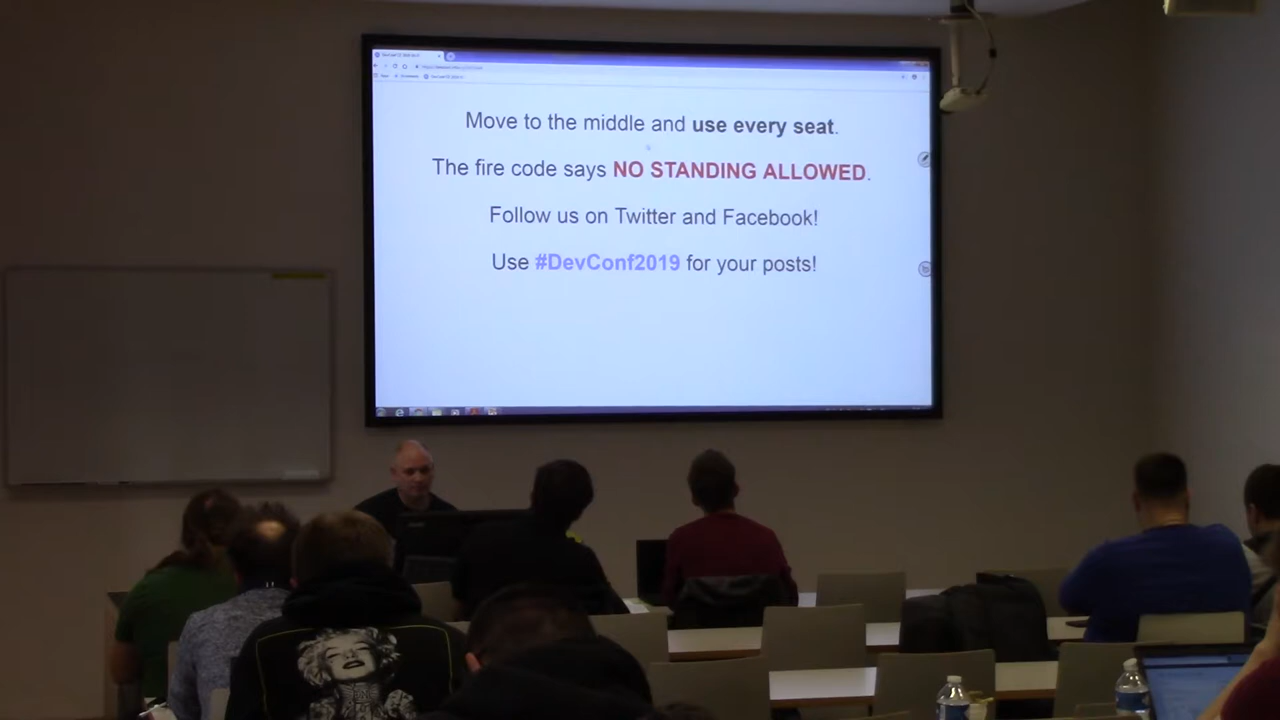 Move to the middle and use every seat.
The fire code says NO STANDING ALLOWED.
Follow us on Twitter and Facebook!
Use #DevConf2019 for your posts!